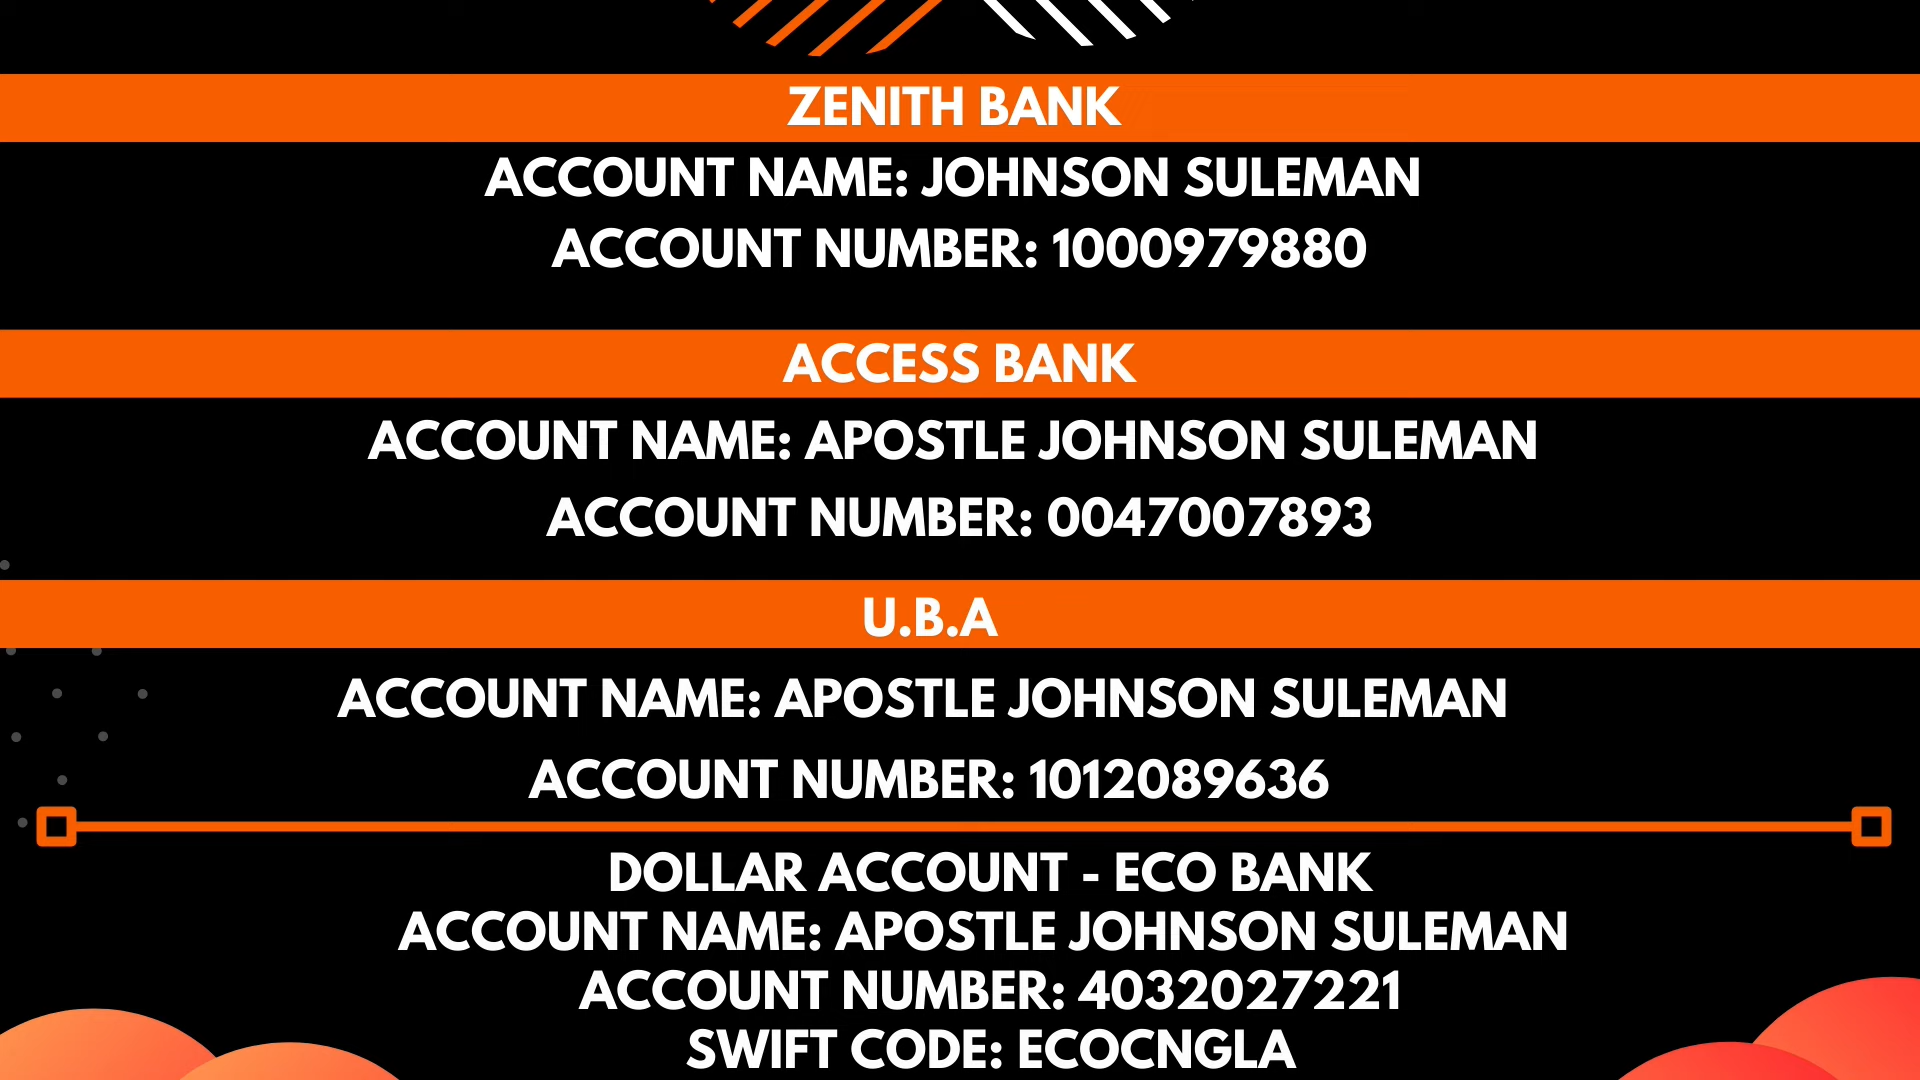 ZENITH BANK
ACCOUNT NAME: JOHNSON SULEMAN
ACCOUNT NUMBER: 1000979880
ACCESS BANK
ACCOUNT NAME: APOSTLE JOHNSON SULEMAN
ACCOUNT NUMBER: 0047007893
U.B.A
ACCOUNT NAME: APOSTLE JOHNSON SULEMAN
ACCOUNT NUMBER: 1012089636
DOLLAR ACCOUNT - ECO BANK
ACCOUNT NAME: APOSTLE JOHNSON SULEMAN
ACCOUNT NUMBER: 4032027221
SWIFT CODE: ECOCNGLA